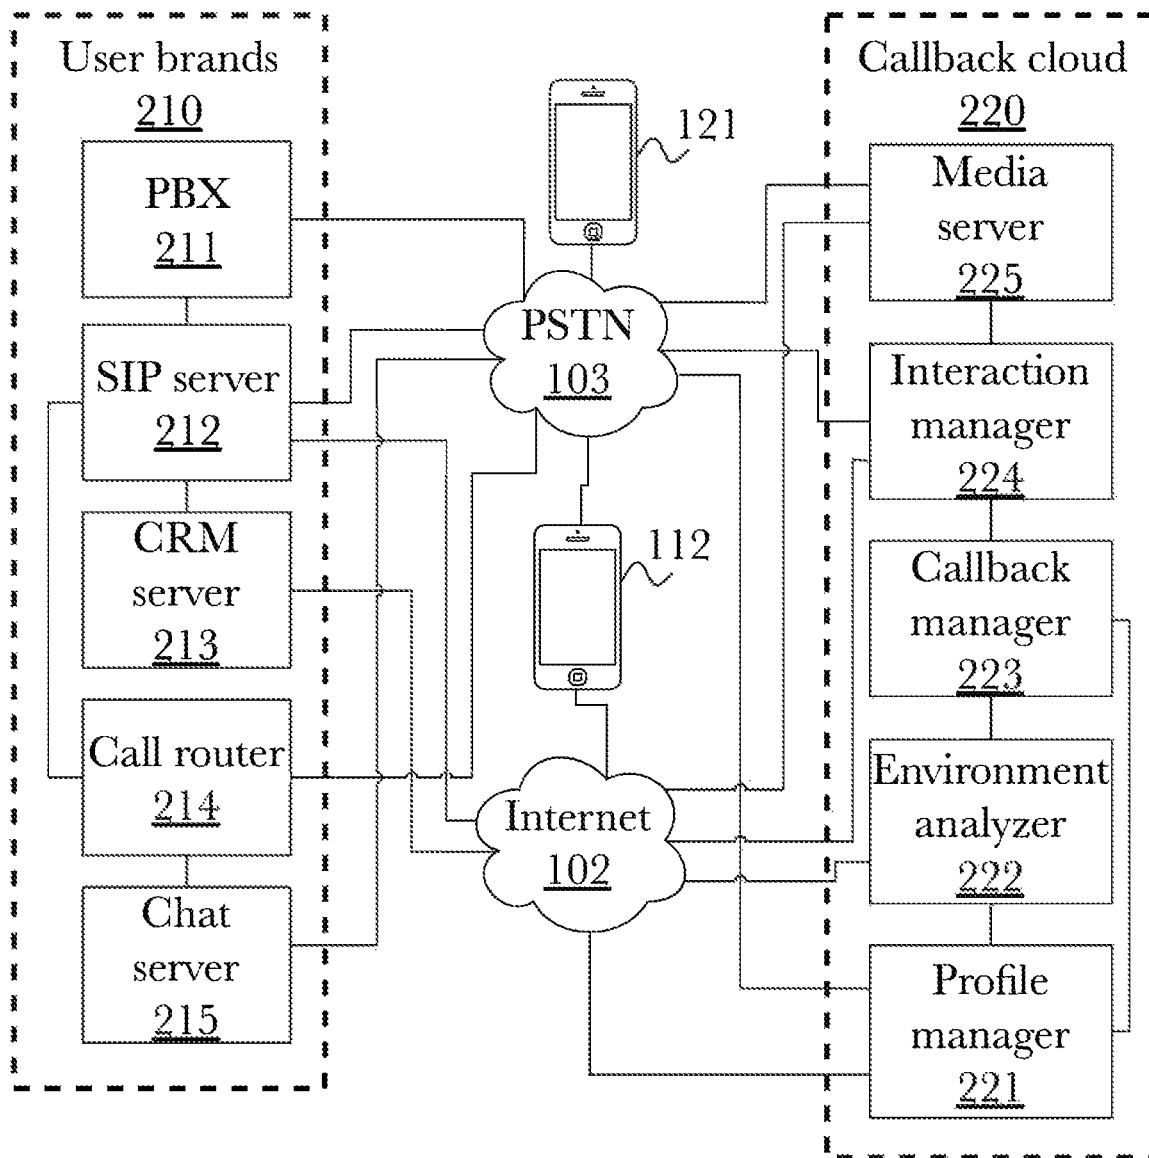 User brands
210
PBX
211
SIP server
212
CRM
server
213
Call router
214
Chat
server
215
121
PSTN
103
112
Internet
102
Callback cloud
220
Media
server
225
Interaction
manager
224
Callback
manager
223
Environment
analyzer
222
Profile
manager
221